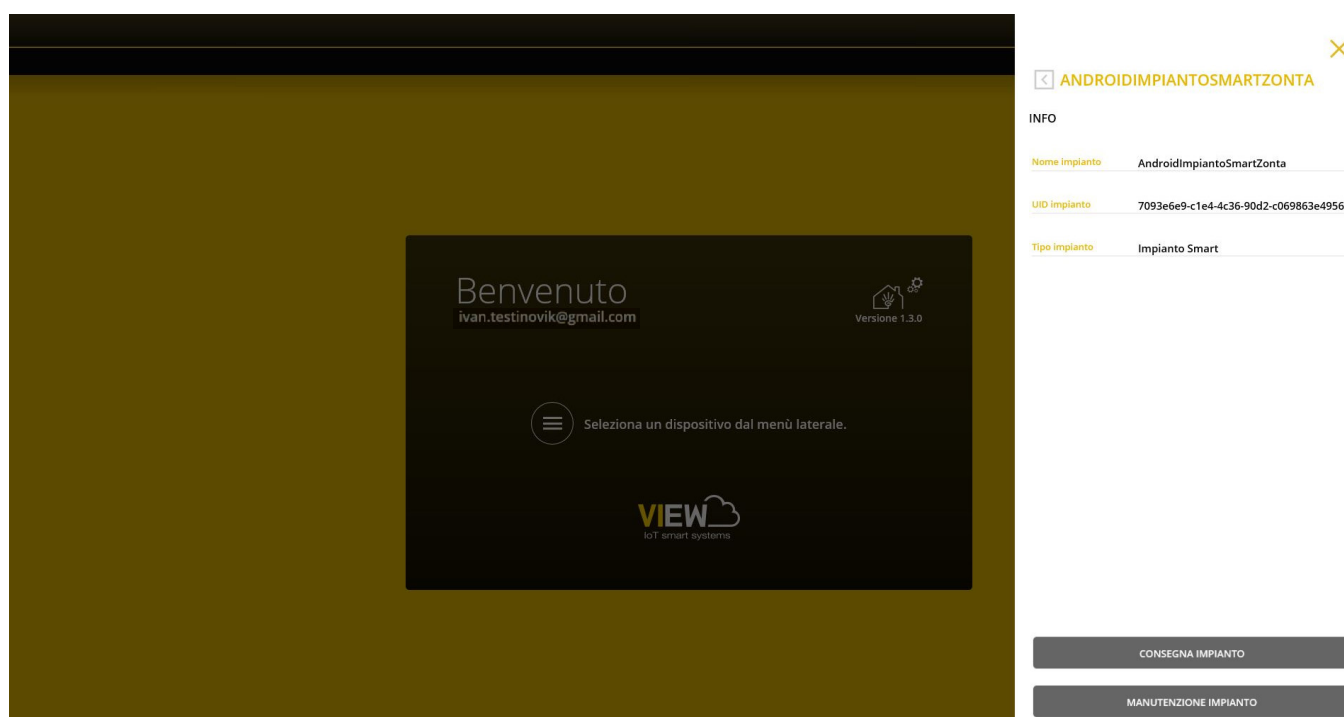 Benvenuto
ivan.testinovik@gmail.com
Versione 1.3.0
Seleziona un dispositivo dal menù laterale.
VIEW
IoT smart systems
ANDROIDIMPIANTOSMARTZONTA
INFO
Nome impianto AndroidImpiantoSmartZonta
UID impianto 7093e6e9-c1e4-4c36-90d2-c069863e4956
Tipo impianto Impianto Smart
CONSEGNA IMPIANTO
MANUTENZIONE IMPIANTO